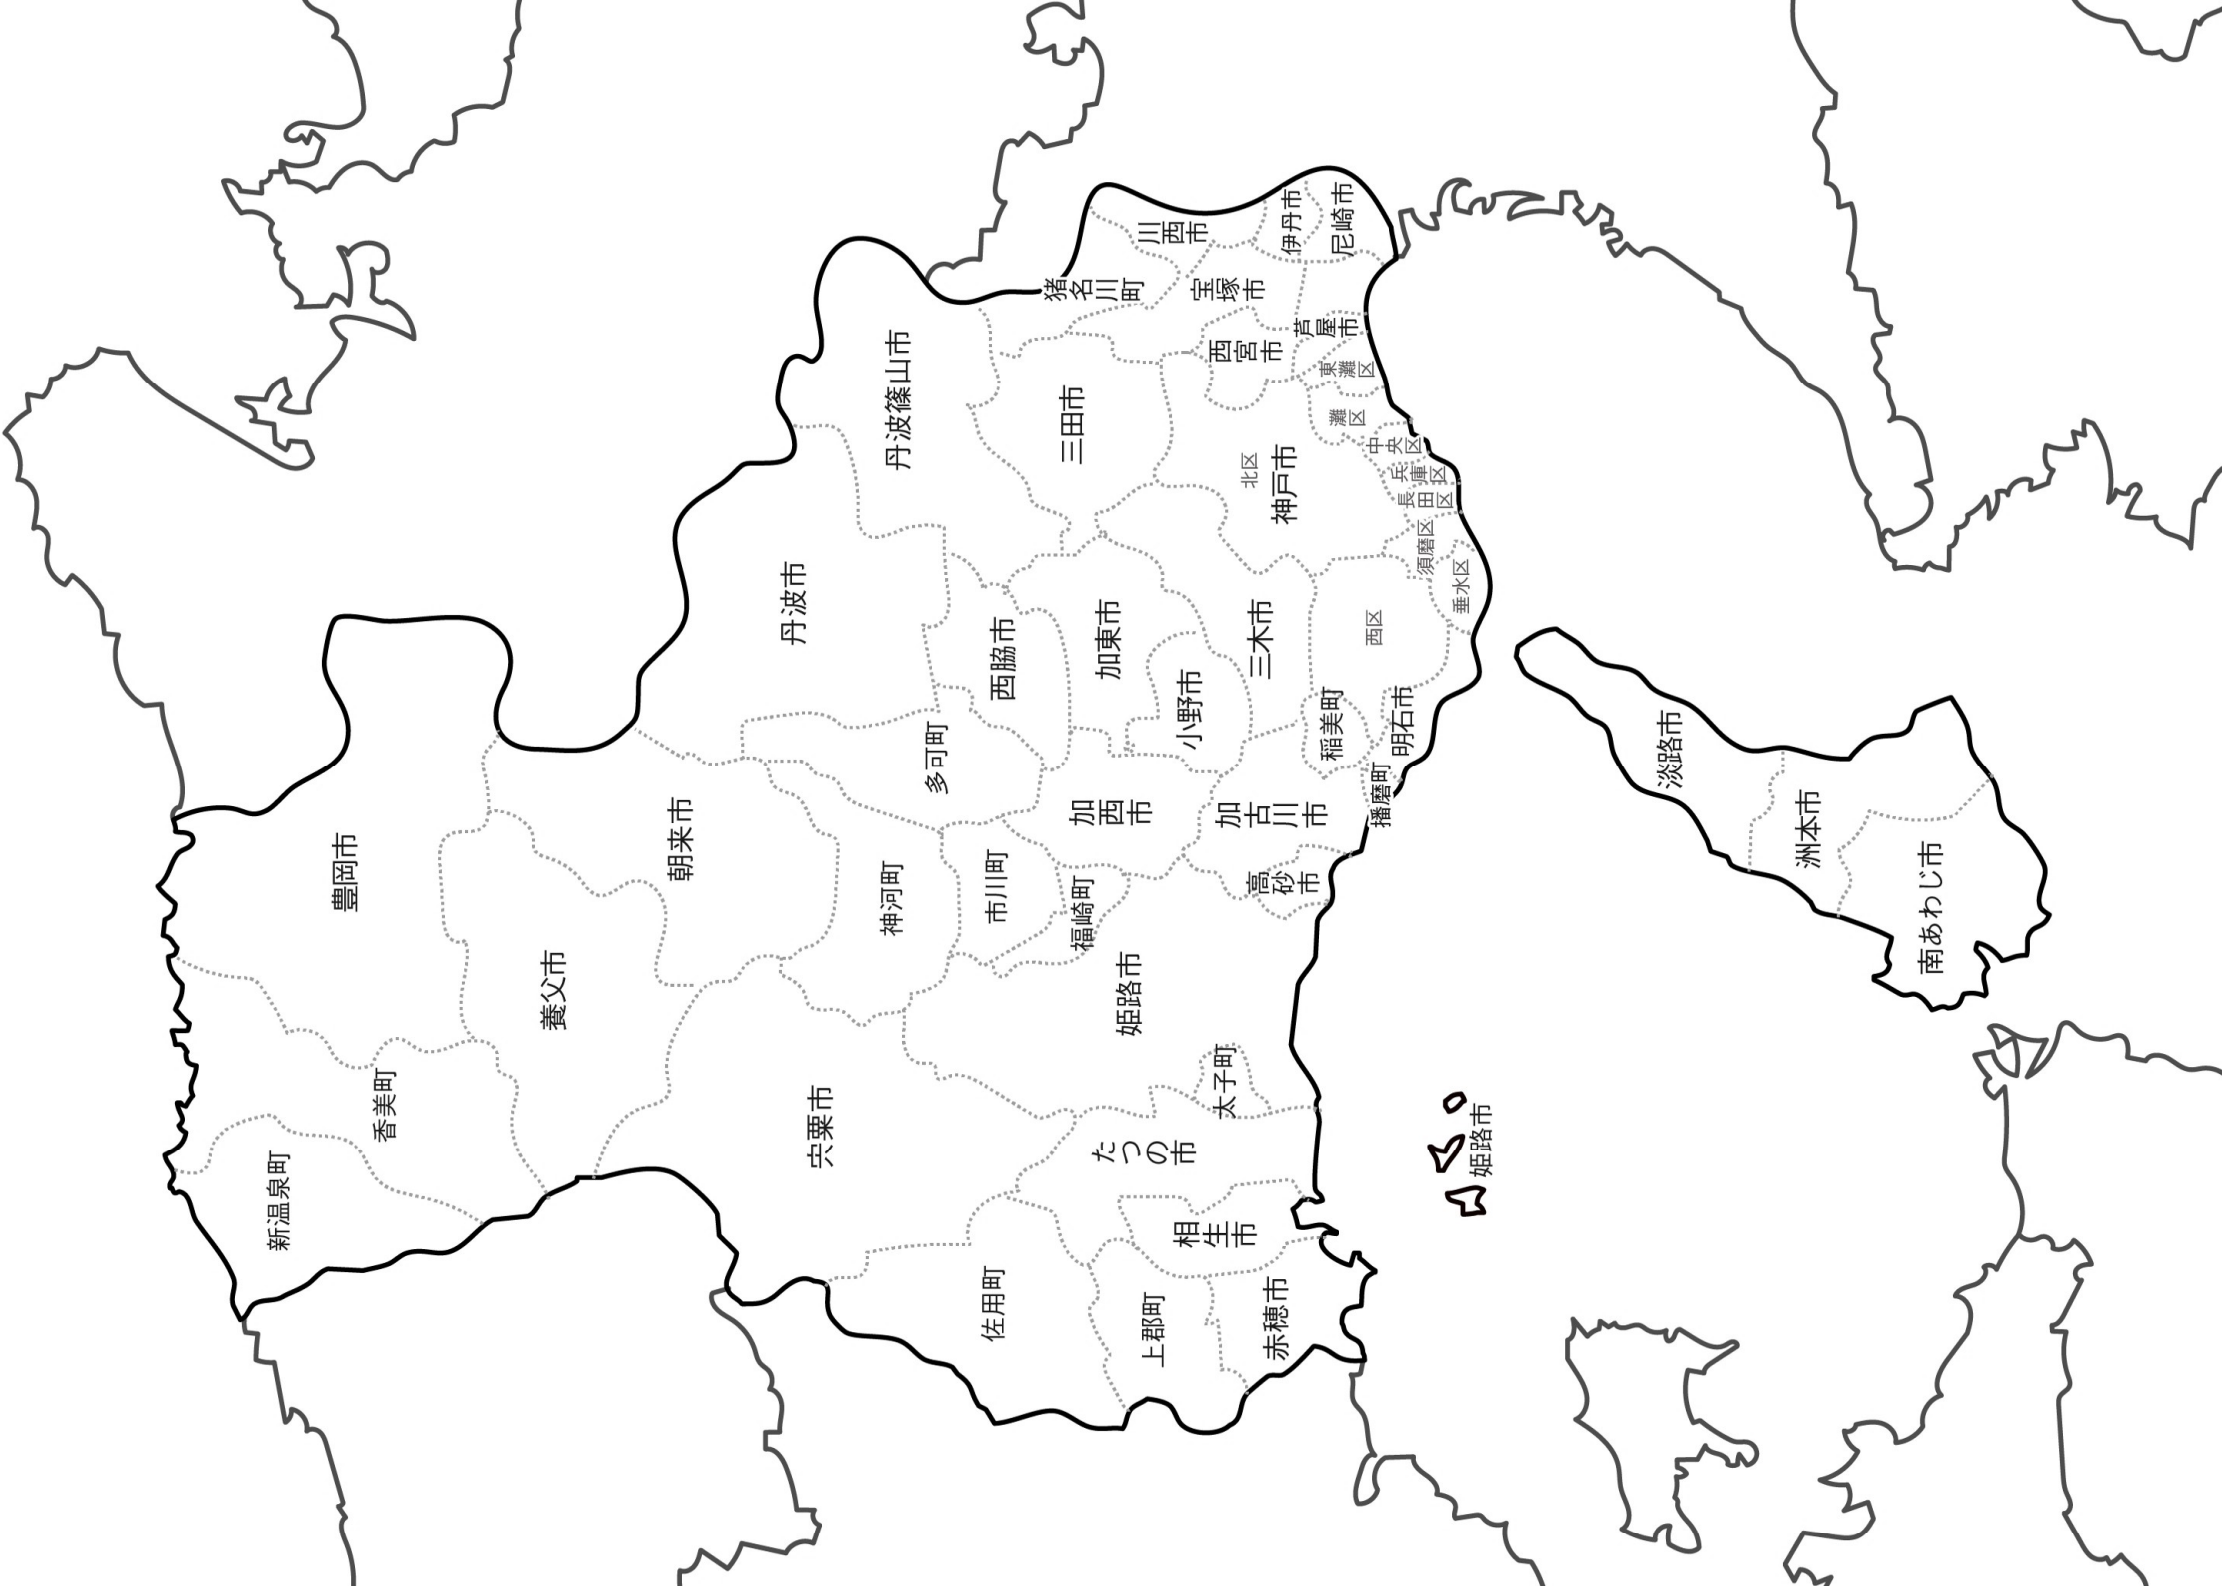 新温泉町
香美町
豊岡市
養父市
朝来市
宍粟市
神河町
多可町
丹波市
丹波篠山市
西脇市
市川町
福崎町
姫路市
加西市
加東市
小野市
三木市
三田市
猪名川町
川西市
宝塚市
伊丹市
尼崎市
西宮市
芦屋市
神戸市
北区
東灘区
灘区
中央区
兵庫区
長田区
須磨区
垂水区
西区
明石市
稲美町
播磨町
加古川市
高砂市
太子町
たつの市
相生市
佐用町
上郡町
赤穂市
姫路市
淡路市
洲本市
南あわじ市